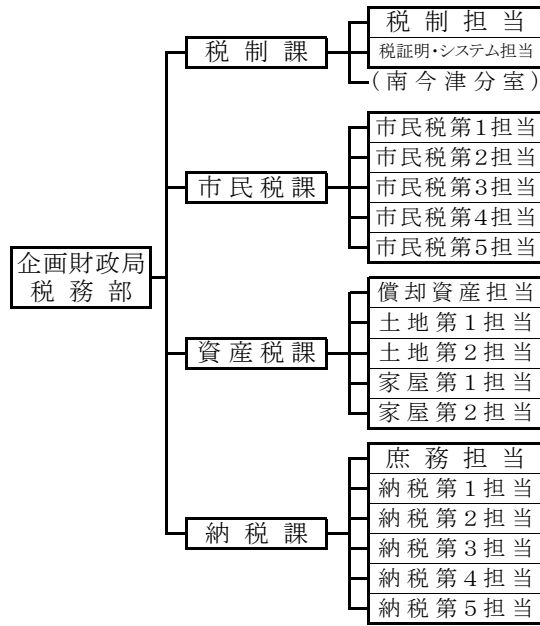 企画財政局
税務部
税制課
税制担当
税証明・システム担当
(南今津分室)
市民税課
市民税第1担当
市民税第2担当
市民税第3担当
市民税第4担当
市民税第5担当
資産税課
償却資産担当
土地第1担当
土地第2担当
家屋第1担当
家屋第2担当
納税課
庶務担当
納税第1担当
納税第2担当
納税第3担当
納税第4担当
納税第5担当